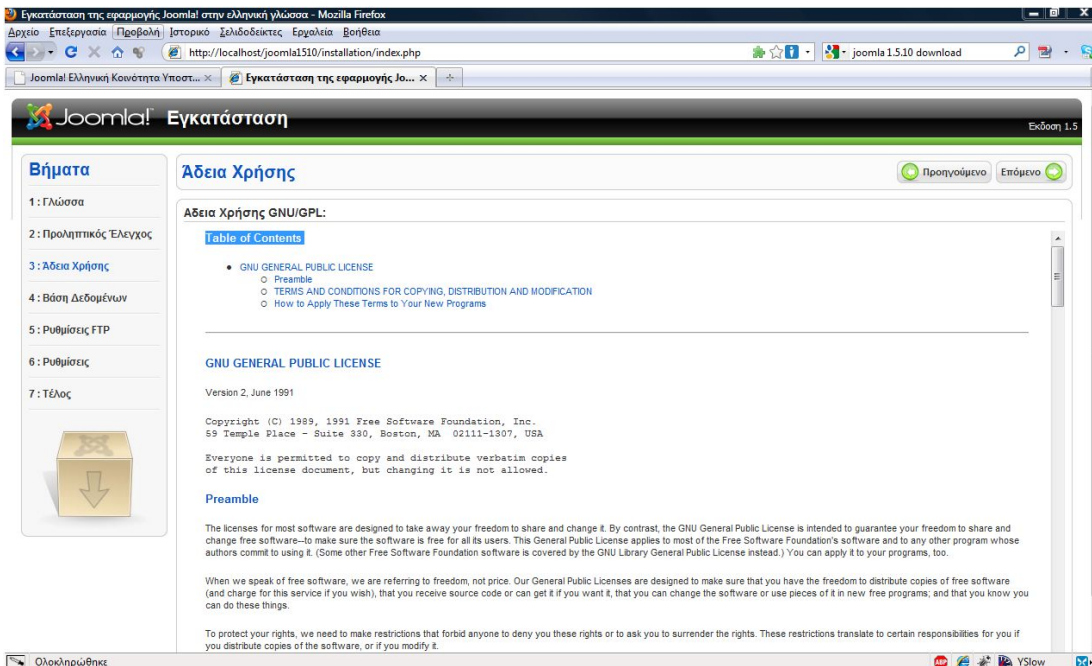 Εγκατάσταση της εφαρμογής Joomla! στην ελληνική γλώσσα - Mozilla Firefox
Αρχείο Επεξεργασία Προβολή Ιστορικό Σελιδοδείκτες Εργαλεία Βοήθεια
http://localhost/joomla1510/installation/index.php
joomla 1.5.10 download
Joomla! Ελληνική Κοινότητα Υποστ...
Εγκατάσταση της εφαρμογής Jo...
Joomla! Εγκατάσταση
Έκδοση 1.5
Βήματα
1 : Γλώσσα
2 : Προληπτικός Έλεγχος
3 : Άδεια Χρήσης
4 : Βάση Δεδομένων
5 : Ρυθμίσεις FTP
6 : Ρυθμίσεις
7 : Τέλος
Άδεια Χρήσης
Προηγούμενο
Επόμενο
Αδεια Χρήσης GNU/GPL:
Table of Contents
GNU GENERAL PUBLIC LICENSE
Preamble
TERMS AND CONDITIONS FOR COPYING, DISTRIBUTION AND MODIFICATION
How to Apply These Terms to Your New Programs
GNU GENERAL PUBLIC LICENSE
Version 2, June 1991
Copyright (C) 1989, 1991 Free Software Foundation, Inc.
59 Temple Place - Suite 330, Boston, MA 02111-1307, USA
Everyone is permitted to copy and distribute verbatim copies
of this license document, but changing it is not allowed.
Preamble
The licenses for most software are designed to take away your freedom to share and change it. By contrast, the GNU General Public License is intended to guarantee your freedom to share and
change free software--to make sure the software is free for all its users. This General Public License applies to most of the Free Software Foundation's software and to any other program whose
authors commit to using it. (Some other Free Software Foundation software is covered by the GNU Library General Public License instead.) You can apply it to your programs, too.
When we speak of free software, we are referring to freedom, not price. Our General Public Licenses are designed to make sure that you have the freedom to distribute copies of free software
(and charge for this service if you wish), that you receive source code or can get it if you want it, that you can change the software or use pieces of it in new free programs; and that you know you
can do these things.
To protect your rights, we need to make restrictions that forbid anyone to deny you these rights or to ask you to surrender the rights. These restrictions translate to certain responsibilities for you if
you distribute copies of the software, or if you modify it.
Ολοκληρώθηκε
ABP
YSlow